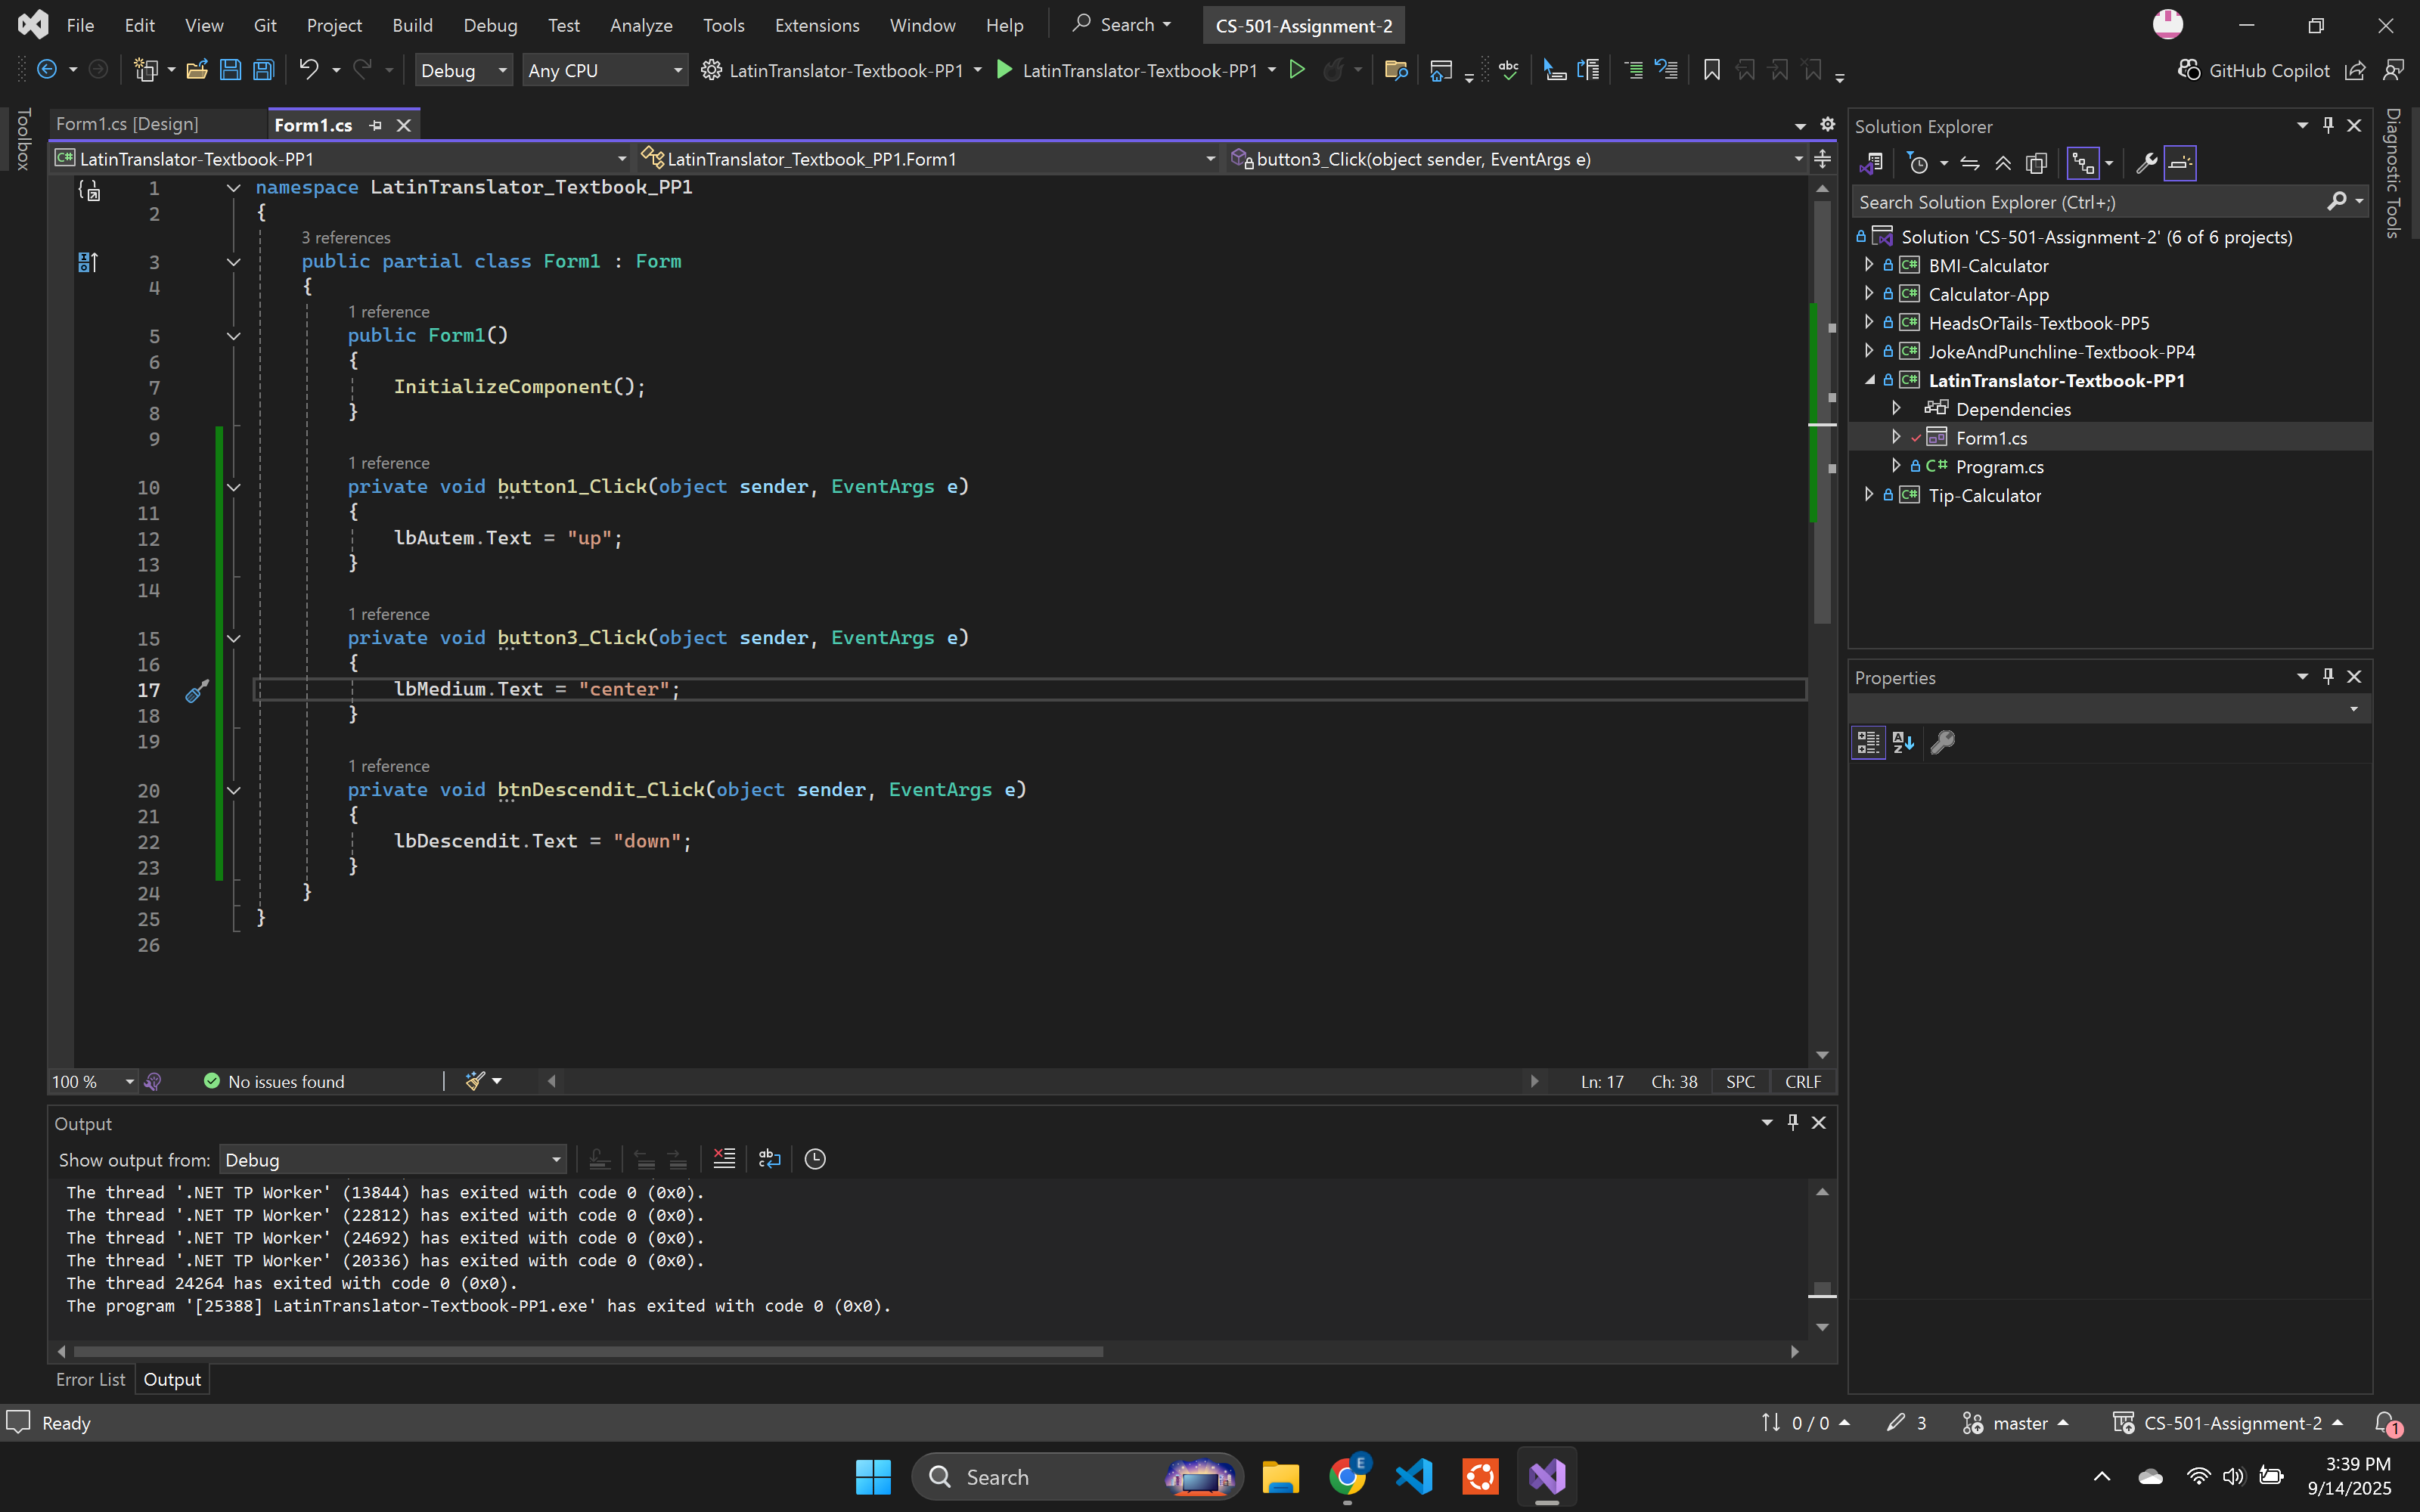 File Edit View Git Project Build Debug Test Analyze Tools Extensions Window Help Search CS-501-Assignment-2
Debug Any CPU LatinTranslator-Textbook-PP1 LatinTranslator-Textbook-PP1 GitHub Copilot
Toolbox
Form1.cs [Design] Form1.cs
LatinTranslator-Textbook-PP1 LatinTranslator_Textbook_PP1.Form1 button3_Click(object sender, EventArgs e)
1 namespace LatinTranslator_Textbook_PP1
2 {
3 references
3 public partial class Form1 : Form
4 {
1 reference
5 public Form1()
6 {
7 InitializeComponent();
8 }
9
1 reference
10 private void button1_Click(object sender, EventArgs e)
11 {
12 lbAutem.Text = "up";
13 }
14
1 reference
15 private void button3_Click(object sender, EventArgs e)
16 {
17 lbMedium.Text = "center";
18 }
19
1 reference
20 private void btnDescendit_Click(object sender, EventArgs e)
21 {
22 lbDescendit.Text = "down";
23 }
24 }
25 }
26
100 % No issues found Ln: 17 Ch: 38 SPC CRLF
Output
Show output from: Debug
The thread '.NET TP Worker' (13844) has exited with code 0 (0x0).
The thread '.NET TP Worker' (22812) has exited with code 0 (0x0).
The thread '.NET TP Worker' (24692) has exited with code 0 (0x0).
The thread '.NET TP Worker' (20336) has exited with code 0 (0x0).
The thread 24264 has exited with code 0 (0x0).
The program '[25388] LatinTranslator-Textbook-PP1.exe' has exited with code 0 (0x0).
Error List Output
Solution Explorer
Search Solution Explorer (Ctrl+;)
Solution 'CS-501-Assignment-2' (6 of 6 projects)
C# BMI-Calculator
C# Calculator-App
C# HeadsOrTails-Textbook-PP5
C# JokeAndPunchline-Textbook-PP4
C# LatinTranslator-Textbook-PP1
Dependencies
Form1.cs
C# Program.cs
C# Tip-Calculator
Properties
Diagnostic Tools
Ready 0 / 0 3 master CS-501-Assignment-2 1
Search E 3:39 PM
9/14/2025